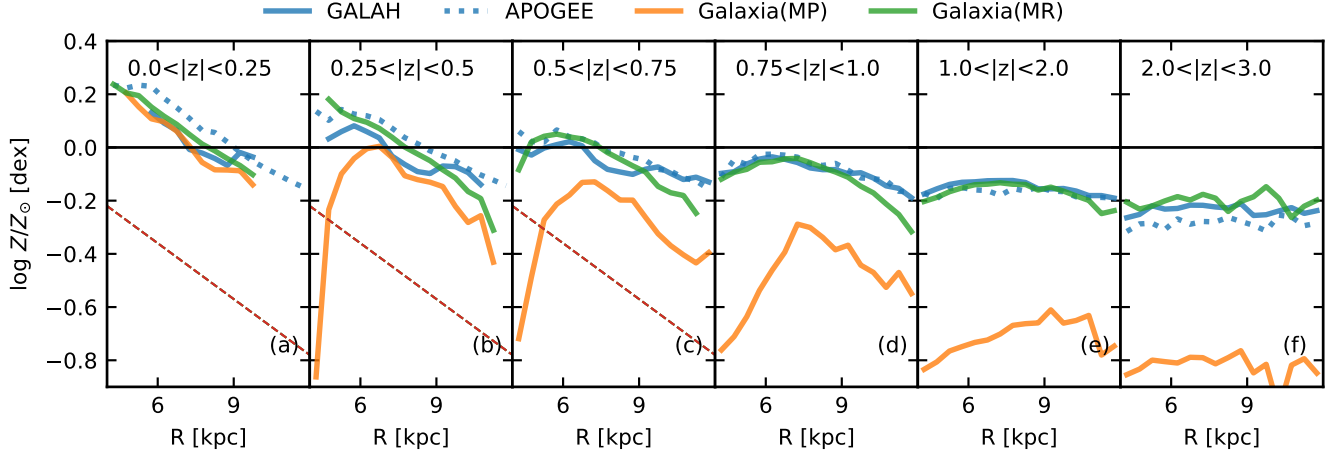 GALAH APOGEE Galaxia(MP) Galaxia(MR)
0.0<|z|<0.25 0.25<|z|<0.5 0.5<|z|<0.75 0.75<|z|<1.0 1.0<|z|<2.0 2.0<|z|<3.0
0.4
0.2
0.0
−0.2
−0.4
−0.6
−0.8
log Z/Z⊙ [dex]
(a) (b) (c) (d) (e) (f)
6 9 6 9 6 9 6 9 6 9 6 9
R [kpc] R [kpc] R [kpc] R [kpc] R [kpc] R [kpc]